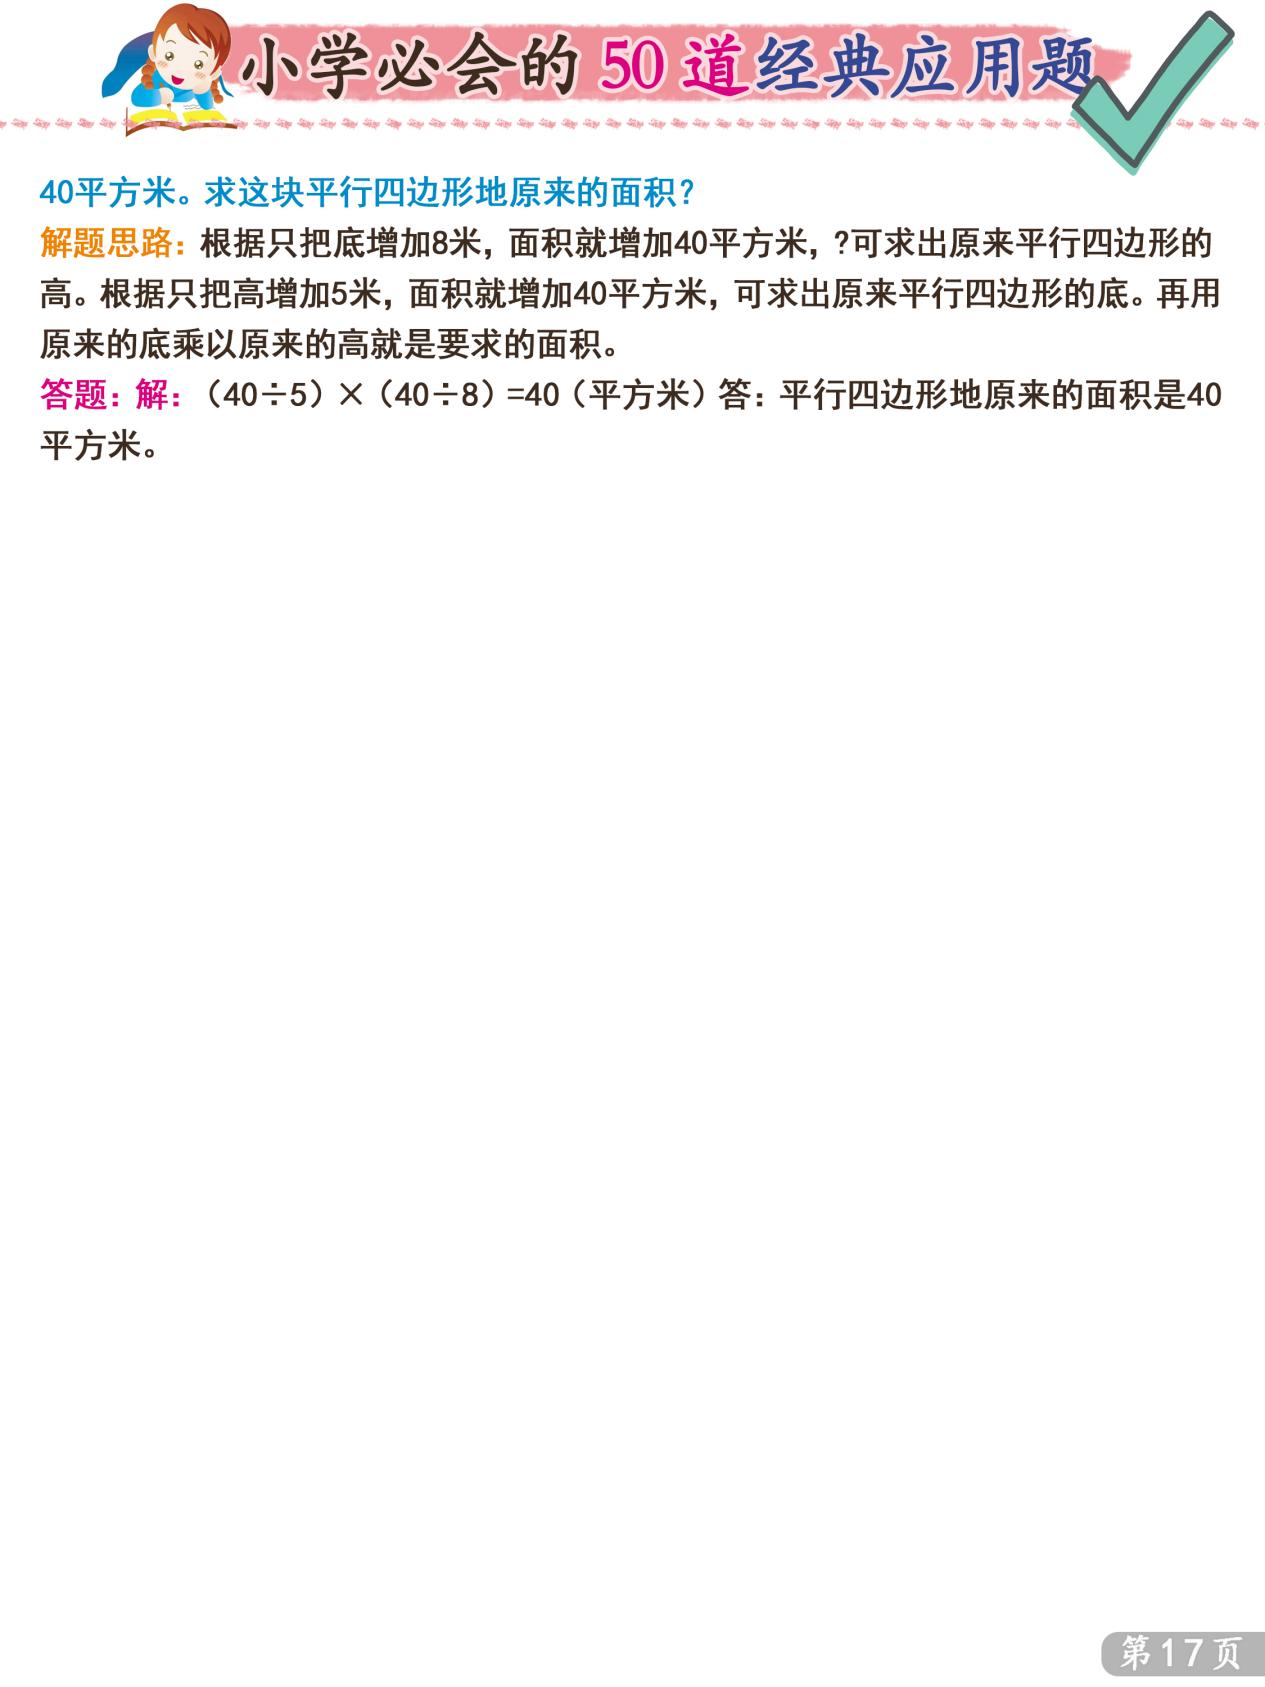 小学必会的50道经典应用题
40平方米。求这块平行四边形地原来的面积?
解题思路：根据只把底增加8米，面积就增加40平方米，?可求出原来平行四边形的
高。根据只把高增加5米，面积就增加40平方米，可求出原来平行四边形的底。再用
原来的底乘以原来的高就是要求的面积。
答题：解：（40÷5）×（40÷8）=40（平方米）答：平行四边形地原来的面积是40
平方米。
第17页